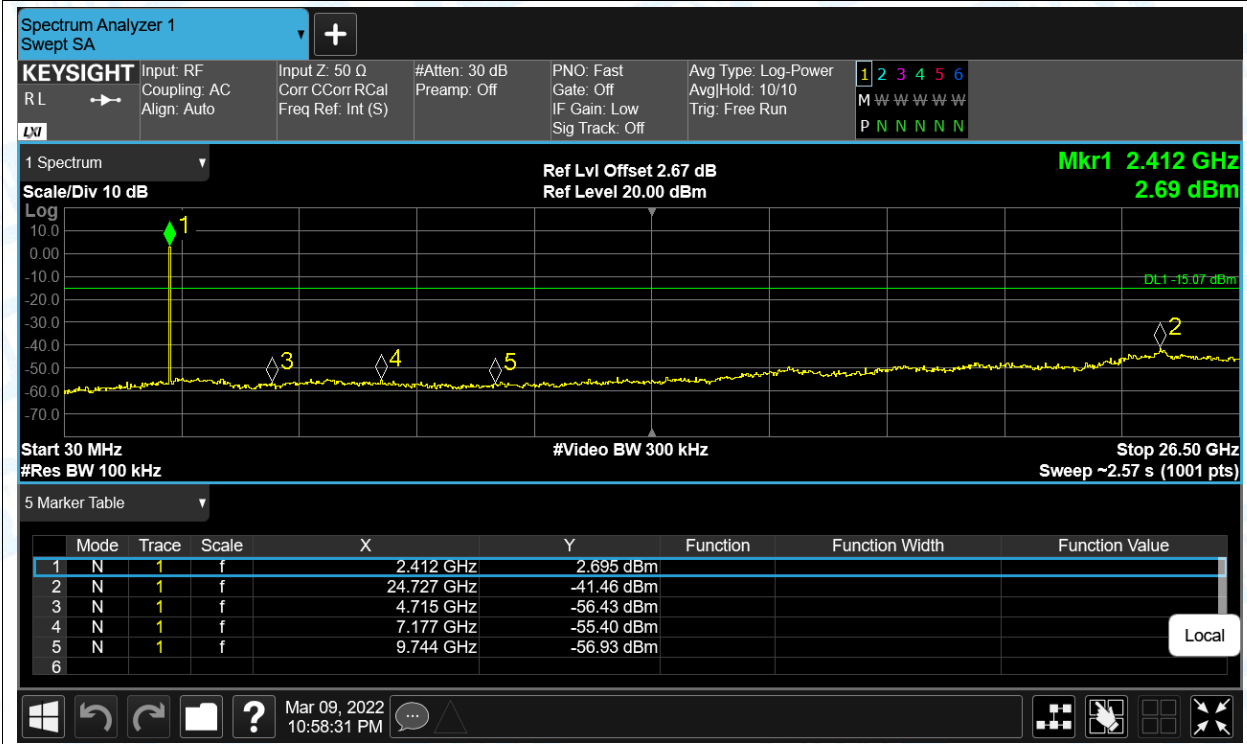 Spectrum Analyzer 1
Swept SA
+
KEYSIGHT
R L
LXI
Input: RF
Coupling: AC
Align: Auto
Input Z: 50 Ω
Corr CCorr RCal
Freq Ref: Int (S)
#Atten: 30 dB
Preamp: Off
PNO: Fast
Gate: Off
IF Gain: Low
Sig Track: Off
Avg Type: Log-Power
Avg|Hold: 10/10
Trig: Free Run
1 2 3 4 5 6
M W W W W W
P N N N N N
1 Spectrum
Scale/Div 10 dB
Ref Lvl Offset 2.67 dB
Ref Level 20.00 dBm
Mkr1 2.412 GHz
2.69 dBm
Log
10.0
0.00
-10.0
-20.0
-30.0
-40.0
-50.0
-60.0
-70.0
1
DL1 -15.07 dBm
2
3
4
5
Start 30 MHz
#Res BW 100 kHz
#Video BW 300 kHz
Stop 26.50 GHz
Sweep ~2.57 s (1001 pts)
5 Marker Table
Mode Trace Scale X Y Function Function Width Function Value
1 N 1 f 2.412 GHz 2.695 dBm
2 N 1 f 24.727 GHz -41.46 dBm
3 N 1 f 4.715 GHz -56.43 dBm
4 N 1 f 7.177 GHz -55.40 dBm
5 N 1 f 9.744 GHz -56.93 dBm
6
Local
?
Mar 09, 2022
10:58:31 PM